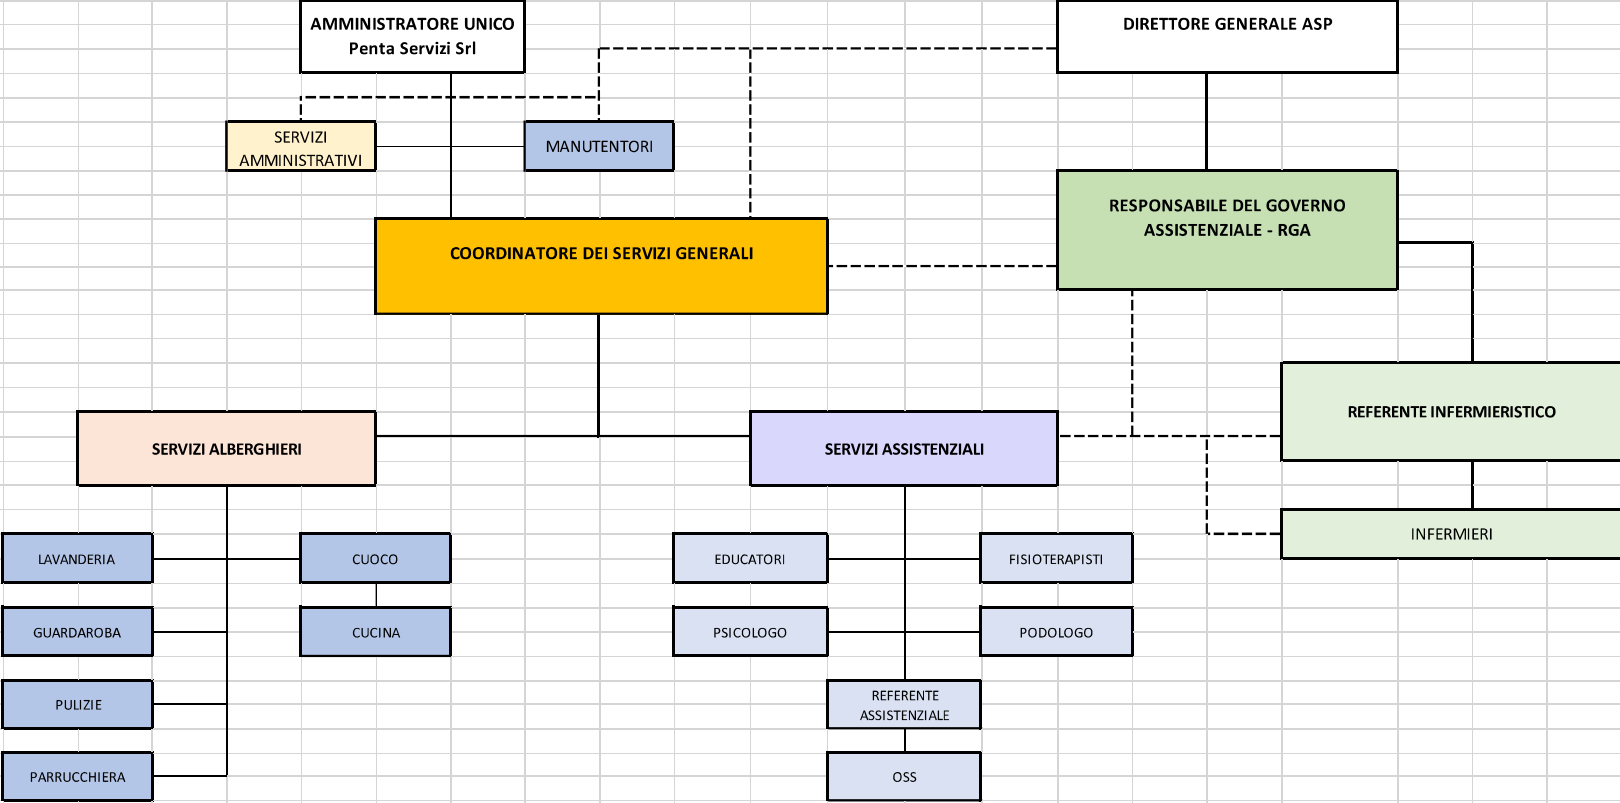 AMMINISTRATORE UNICO
Penta Servizi Srl
DIRETTORE GENERALE ASP
SERVIZI
AMMINISTRATIVI
MANUTENTORI
RESPONSABILE DEL GOVERNO
ASSISTENZIALE - RGA
COORDINATORE DEI SERVIZI GENERALI
REFERENTE INFERMIERISTICO
SERVIZI ALBERGHIERI
SERVIZI ASSISTENZIALI
INFERMIERI
LAVANDERIA
CUOCO
EDUCATORI
FISIOTERAPISTI
GUARDAROBA
CUCINA
PSICOLOGO
PODOLOGO
PULIZIE
REFERENTE
ASSISTENZIALE
PARRUCCHIERA
OSS